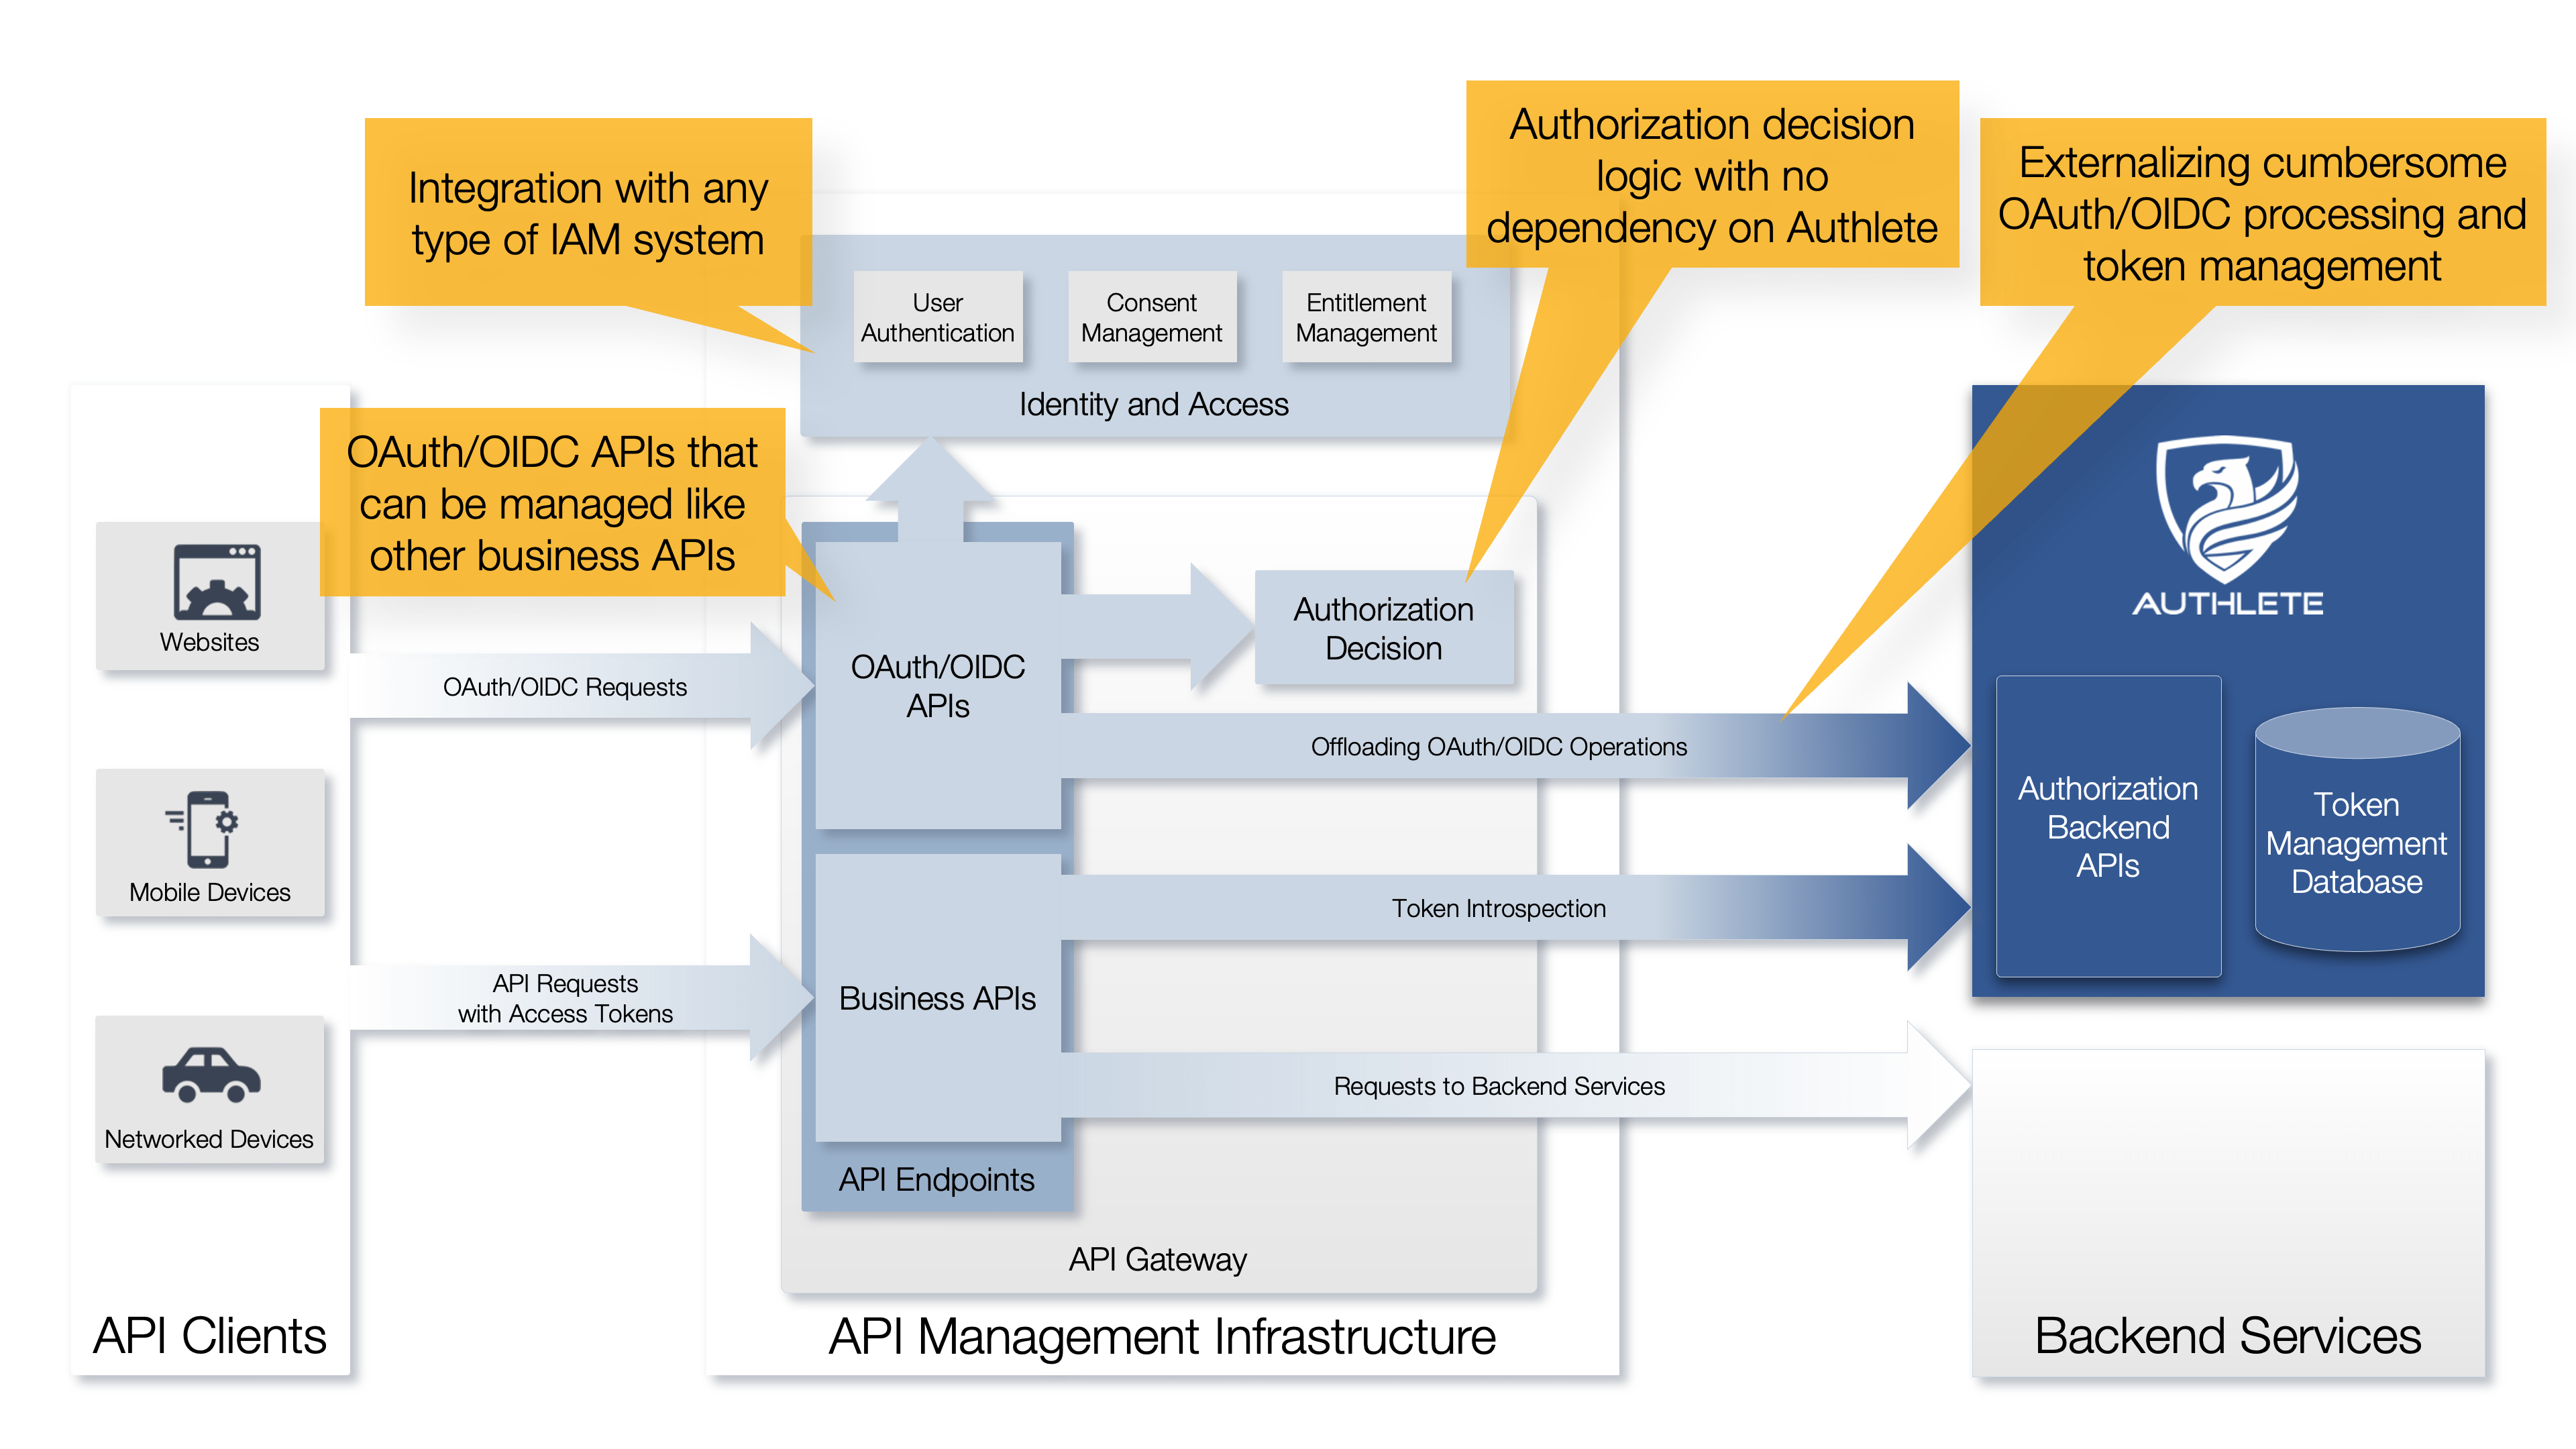 Integration with any
type of IAM system
Authorization decision
logic with no
dependency on Authlete
Externalizing cumbersome
OAuth/OIDC processing and
token management
User
Authentication
Consent
Management
Entitlement
Management
Identity and Access
OAuth/OIDC APIs that
can be managed like
other business APIs
Websites
Mobile Devices
Networked Devices
API Clients
OAuth/OIDC Requests
API Requests
with Access Tokens
OAuth/OIDC
APIs
Business APIs
API Endpoints
Authorization
Decision
Offloading OAuth/OIDC Operations
Token Introspection
Requests to Backend Services
API Gateway
API Management Infrastructure
AUTHLETE
Authorization
Backend
APIs
Token
Management
Database
Backend Services